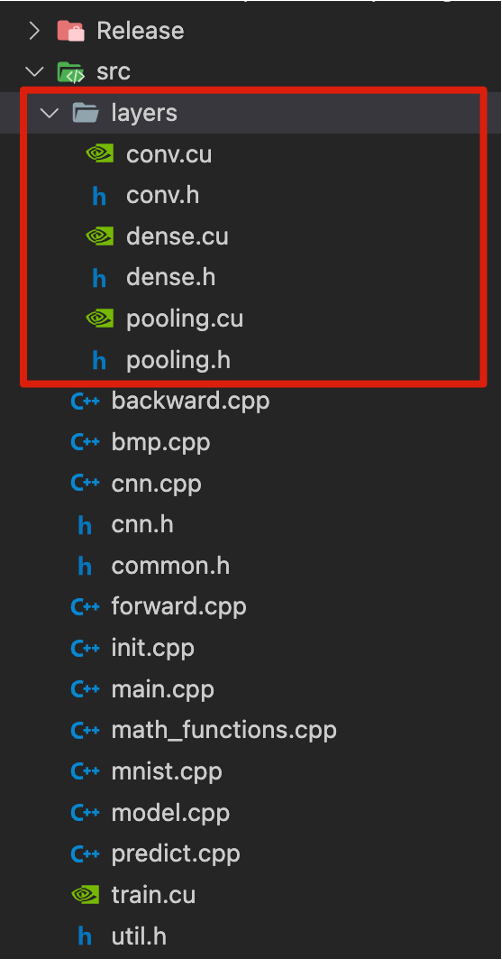 Release
src
layers
conv.cu
h conv.h
dense.cu
h dense.h
pooling.cu
h pooling.h
C++ backward.cpp
C++ bmp.cpp
C++ cnn.cpp
h cnn.h
h common.h
C++ forward.cpp
C++ init.cpp
C++ main.cpp
C++ math_functions.cpp
C++ mnist.cpp
C++ model.cpp
C++ predict.cpp
train.cu
h util.h